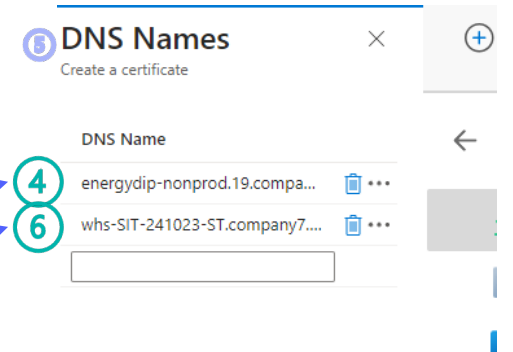 5 DNS Names
Create a certificate
DNS Name
4 energydip-nonprod.19.compa...
6 whs-SIT-241023-ST.company7....